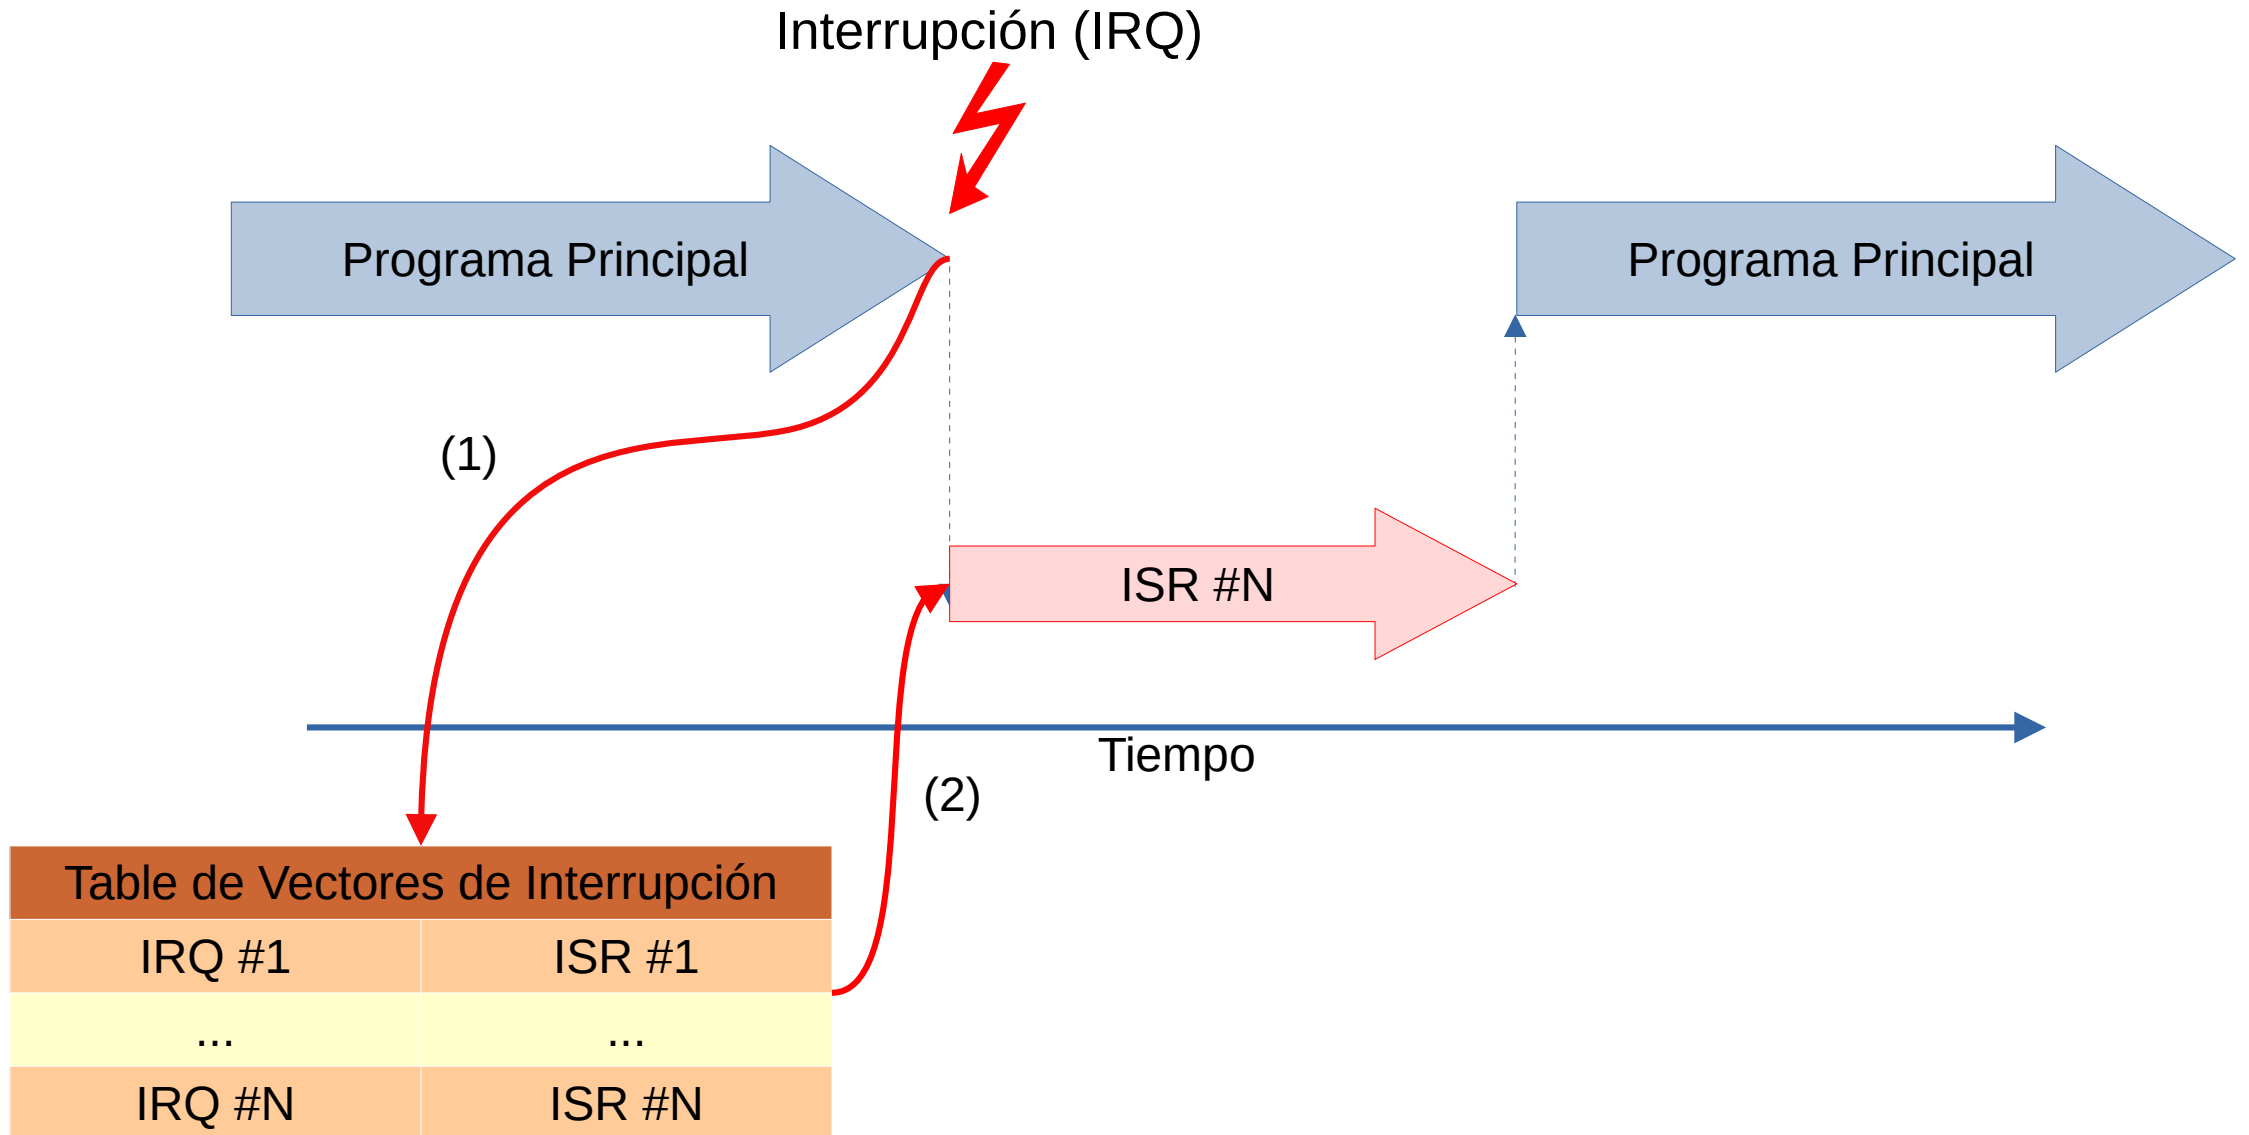 Interrupción (IRQ)
Programa Principal
Programa Principal
(1)
ISR #N
Tiempo
(2)
Table de Vectores de Interrupción
IRQ #1 ISR #1
... ...
IRQ #N ISR #N